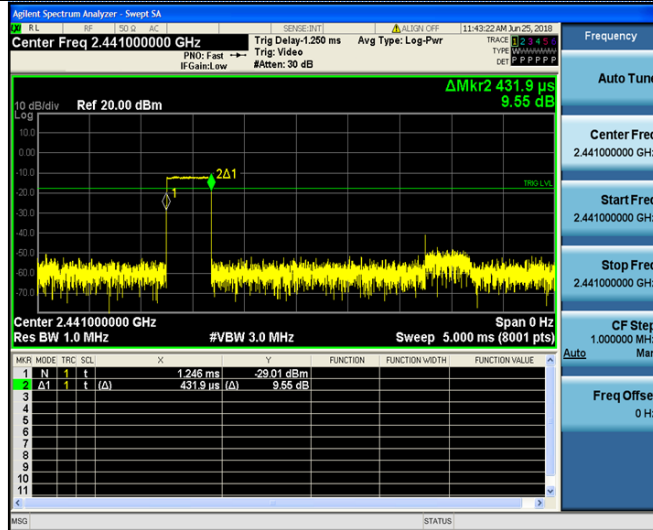 Agilent Spectrum Analyzer - Swept SA
RL RF 50 Ω AC SENSE:INT ALIGN OFF 11:43:22 AM Jun 25, 2018
Center Freq 2.441000000 GHz
PNO: Fast
IFGain:Low
Trig Delay-1.250 ms
Trig: Video
#Atten: 30 dB
Avg Type: Log-Pwr
TRACE 1 2 3 4 5 6
TYPE
DET P P P P P P
ΔMkr2 431.9 µs
9.55 dB
10 dB/div Ref 20.00 dBm
Log
10.0
0.00
-10.0
-20.0
-30.0
-40.0
-50.0
-60.0
-70.0
2Δ1
1
TRIG LVL
Center 2.441000000 GHz Span 0 Hz
Res BW 1.0 MHz #VBW 3.0 MHz Sweep 5.000 ms (8001 pts)
MKR MODE TRC SCL X Y FUNCTION FUNCTION WIDTH FUNCTION VALUE
1 N 1 t 1.246 ms -29.01 dBm
2 Δ1 1 t (Δ) 431.9 µs (Δ) 9.55 dB
3
4
5
6
7
8
9
10
11
MSG STATUS
Frequency
Auto Tune
Center Freq
2.441000000 GHz
Start Freq
2.441000000 GHz
Stop Freq
2.441000000 GHz
CF Step
1.000000 MHz
Auto Man
Freq Offset
0 Hz